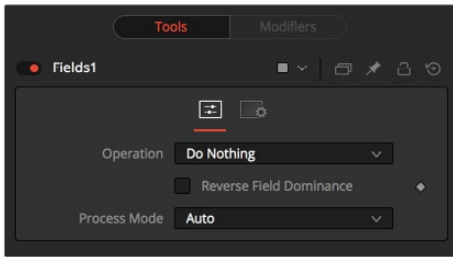 Tools Modifiers
Fields1
Operation Do Nothing
Reverse Field Dominance
Process Mode Auto